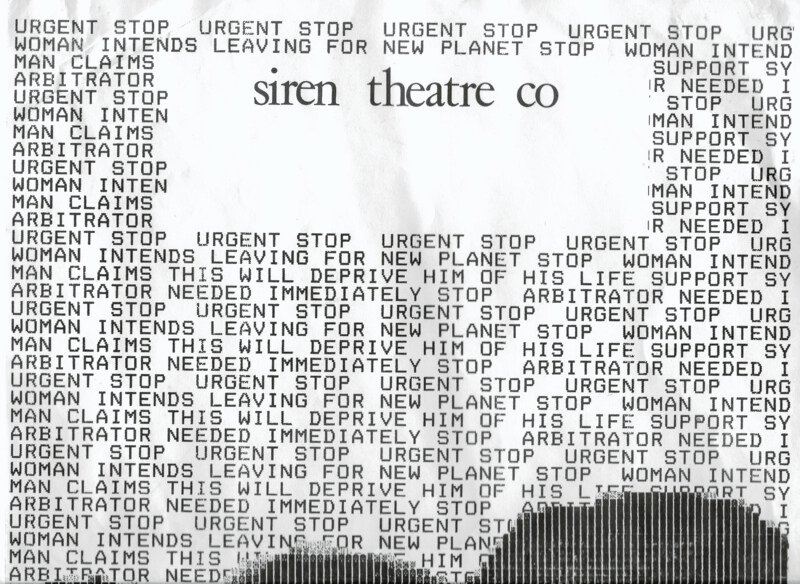 URGENT STOP URGENT STOP URGENT STOP URGENT STOP URG
WOMAN INTENDS LEAVING FOR NEW PLANET STOP WOMAN INTEND
MAN CLAIMS SUPPORT SY
ARBITRATOR R NEEDED I
siren theatre co
URGENT STOP STOP URG
WOMAN INTEN MAN INTEND
MAN CLAIMS SUPPORT SY
ARBITRATOR R NEEDED I
URGENT STOP STOP URG
WOMAN INTEN MAN INTEND
MAN CLAIMS SUPPORT SY
ARBITRATOR R NEEDED I
URGENT STOP URGENT STOP URGENT STOP URGENT STOP URG
WOMAN INTENDS LEAVING FOR NEW PLANET STOP WOMAN INTEND
MAN CLAIMS THIS WILL DEPRIVE HIM OF HIS LIFE SUPPORT SY
ARBITRATOR NEEDED IMMEDIATELY STOP ARBITRATOR NEEDED I
URGENT STOP URGENT STOP URGENT STOP URGENT STOP URG
WOMAN INTENDS LEAVING FOR NEW PLANET STOP WOMAN INTEND
MAN CLAIMS THIS WILL DEPRIVE HIM OF HIS LIFE SUPPORT SY
ARBITRATOR NEEDED IMMEDIATELY STOP ARBITRATOR NEEDED I
URGENT STOP URGENT STOP URGENT STOP URGENT STOP URG
WOMAN INTENDS LEAVING FOR NEW PLANET STOP WOMAN INTEND
MAN CLAIMS THIS WILL DEPRIVE HIM OF HIS LIFE SUPPORT SY
ARBITRATOR NEEDED IMMEDIATELY STOP ARBITRATOR NEEDED I
URGENT STOP URGENT STOP URGENT STOP URGENT STOP URG
WOMAN INTENDS LEAVING FOR NEW PLANET STOP WOMAN INTEND
MAN CLAIMS THIS WILL DEPRIVE HIM OF HIS LIFE SUPPORT SY
ARBITRATOR NEEDED IMMEDIATELY STOP I
URGENT STOP URGENT STOP URGENT ST
WOMAN INTENDS LEAVING FOR NEW PLAN
MAN CLAIMS THIS HIM
ARBITRATOR NEED